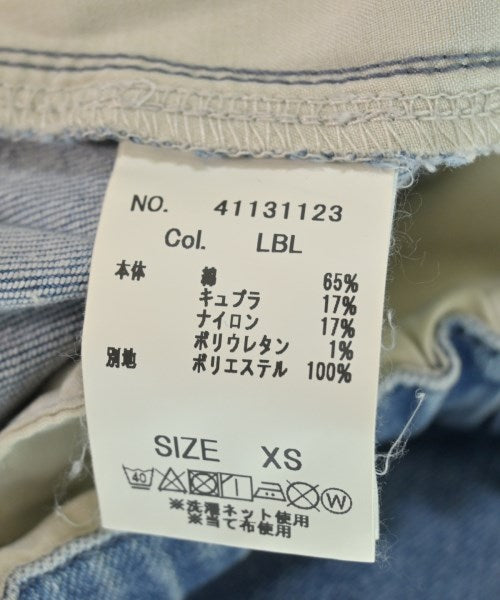 NO. 41131123
Col. LBL
本体 綿 65%
キュプラ 17%
ナイロン 17%
ポリウレタン 1%
別地 ポリエステル 100%
SIZE XS
40 W
※洗濯ネット使用
※当て布使用